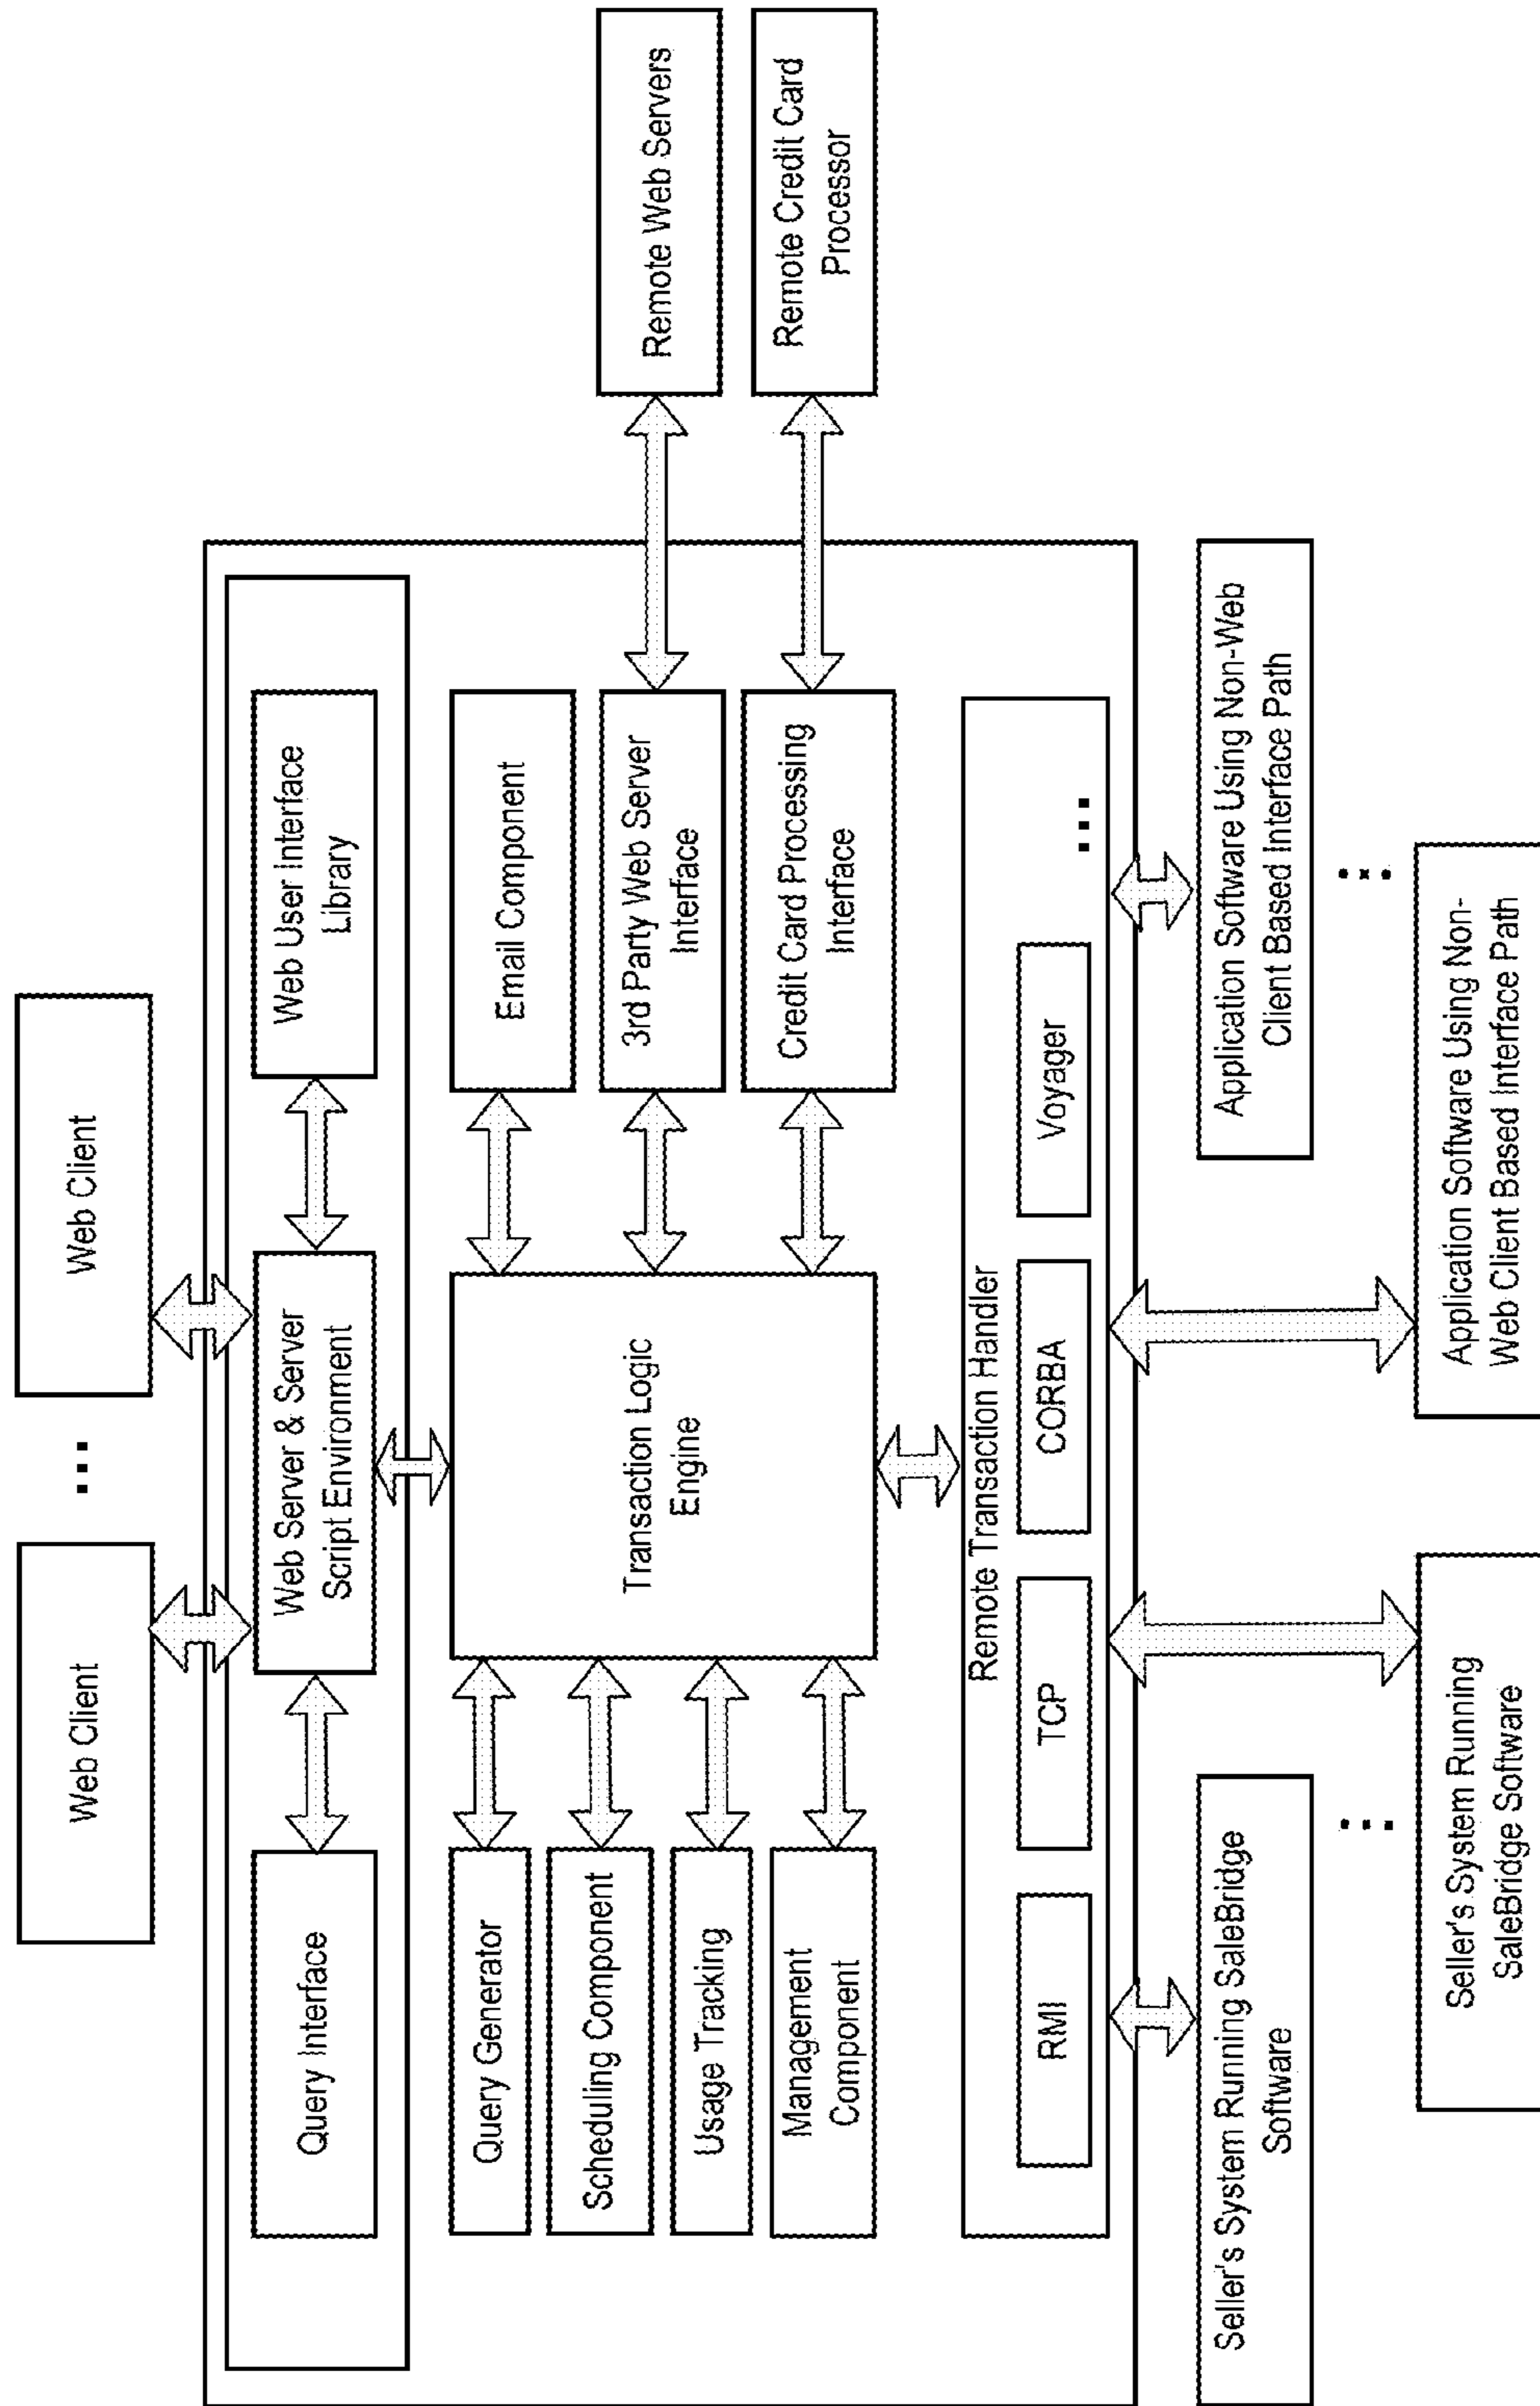 Web Client
...
Web Client
Query Interface
Web Server & Server
Script Environment
Web User Interface
Library
Query Generator
Scheduling Component
Usage Tracking
Management
Component
Transaction Logic
Engine
Email Component
3rd Party Web Server
Interface
Credit Card Processing
Interface
Remote Web Servers
Remote Credit Card
Processor
Remote Transaction Handler
RMI
TCP
CORBA
Voyager
...
Seller's System Running SaleBridge
Software
...
Seller's System Running
SaleBridge Software
Application Software Using Non-Web
Client Based Interface Path
...
Application Software Using Non-
Web Client Based Interface Path